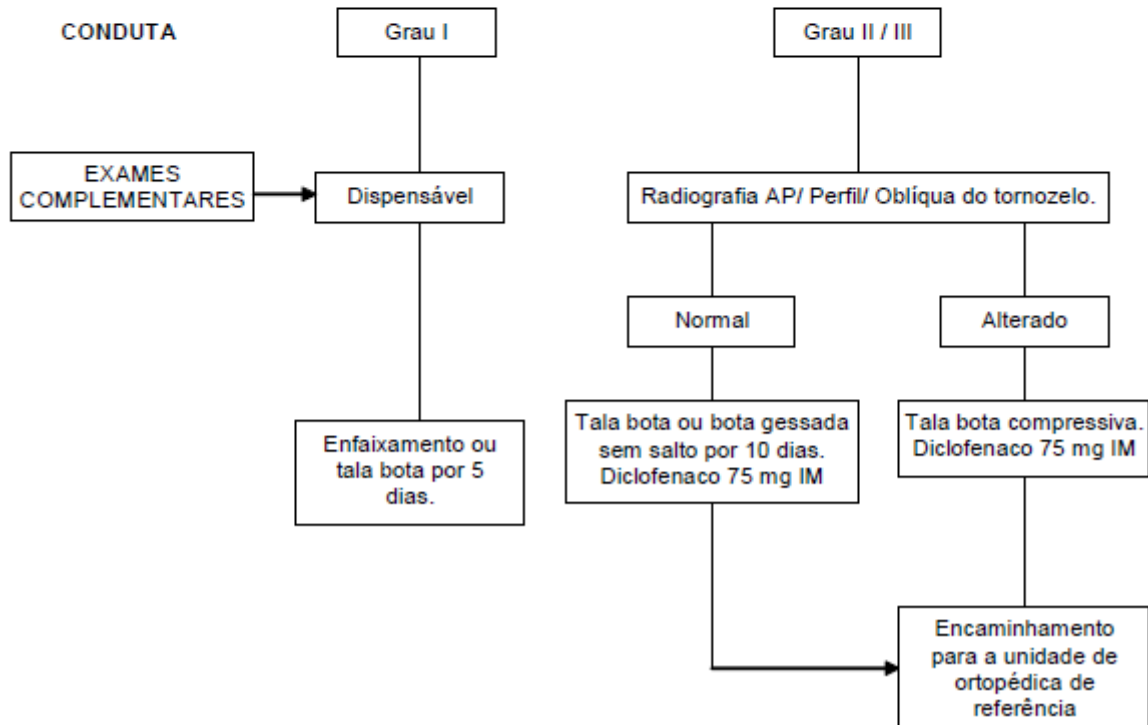 CONDUTA
Grau I
Grau II / III
EXAMES
COMPLEMENTARES
Dispensável
Radiografia AP/ Perfil/ Oblíqua do tornozelo.
Normal
Alterado
Enfaixamento ou
tala bota por 5
dias.
Tala bota ou bota gessada
sem salto por 10 dias.
Diclofenaco 75 mg IM
Tala bota compressiva.
Diclofenaco 75 mg IM
Encaminhamento
para a unidade de
ortopédica de
referência